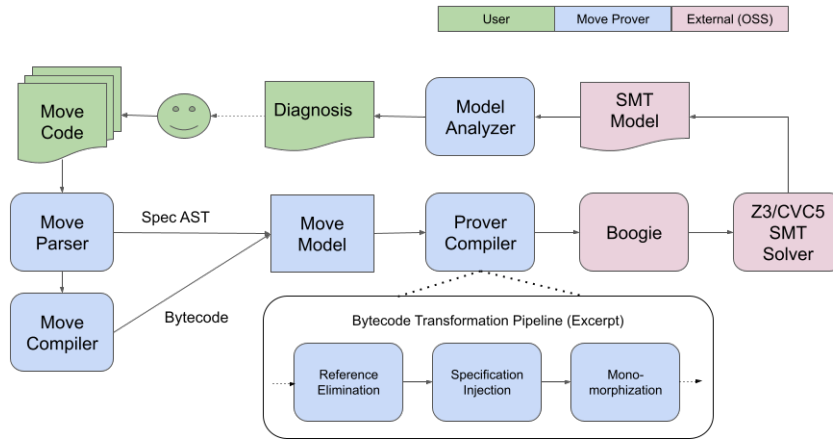 User
Move Prover
External (OSS)
Move
Code
Diagnosis
Model
Analyzer
SMT
Model
Move
Parser
Spec AST
Move
Model
Prover
Compiler
Boogie
Z3/CVC5
SMT
Solver
Move
Compiler
Bytecode
Bytecode Transformation Pipeline (Excerpt)
Reference
Elimination
Specification
Injection
Mono-
morphization